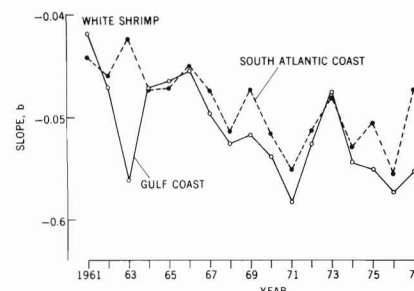 WHITE SHRIMP
-0.04
-0.05
-0.6
SLOPE, b
SOUTH ATLANTIC COAST
GULF COAST
1961 63 65 67 69 71 73 75
YEAR